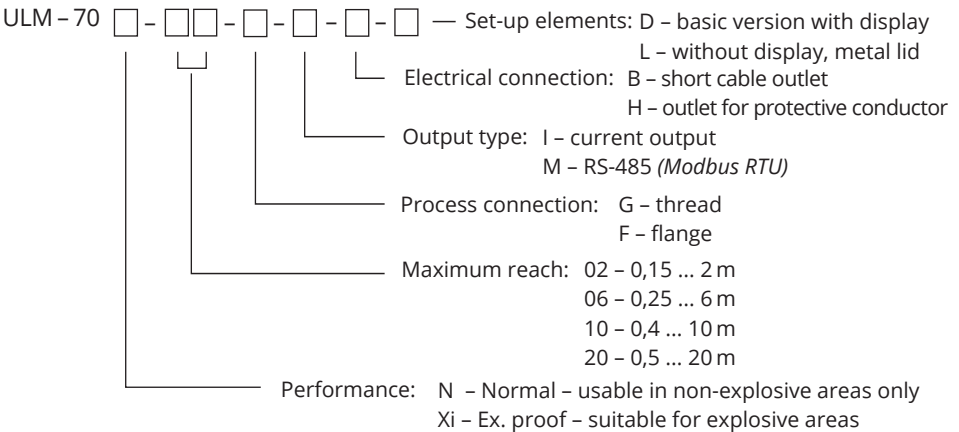 ULM – 70 □ – □□ – □ – □ – □ – □ — Set-up elements: D – basic version with display
L – without display, metal lid
Electrical connection: B – short cable outlet
H – outlet for protective conductor
Output type: I – current output
M – RS-485 (Modbus RTU)
Process connection: G – thread
F – flange
Maximum reach: 02 – 0,15 ... 2 m
06 – 0,25 ... 6 m
10 – 0,4 ... 10 m
20 – 0,5 ... 20 m
Performance: N – Normal – usable in non-explosive areas only
Xi – Ex. proof – suitable for explosive areas